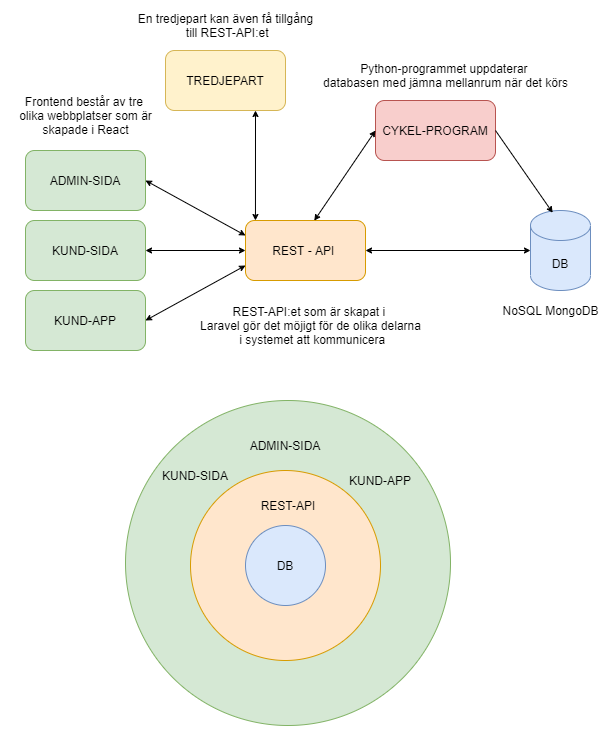 En tredjepart kan även få tillgång
till REST-API:et
TREDJEPART
Python-programmet uppdaterar
databasen med jämna mellanrum när det körs
CYKEL-PROGRAM
Frontend består av tre
olika webbplatser som är
skapade i React
ADMIN-SIDA
KUND-SIDA
KUND-APP
REST - API
DB
NoSQL MongoDB
REST-API:et som är skapat i
Laravel gör det möjigt för de olika delarna
i systemet att kommunicera
ADMIN-SIDA
KUND-SIDA
KUND-APP
REST-API
DB